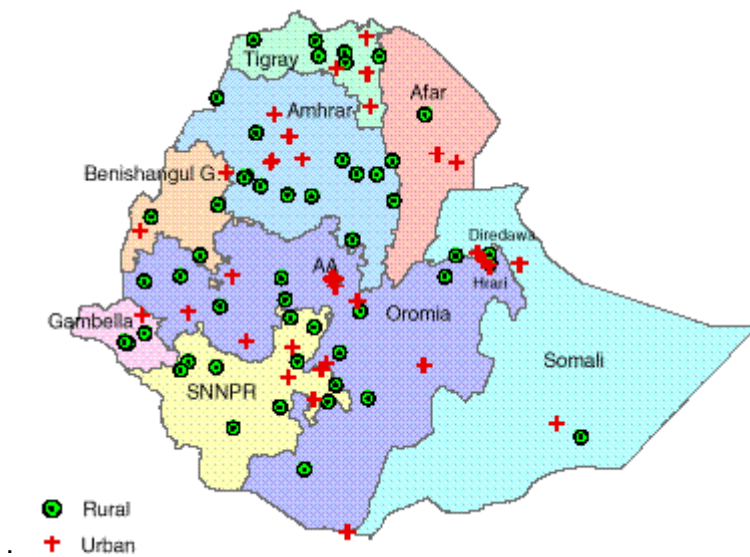 Tigray
Afar
Amhrar
Benishangul G.
Diredawa
AA
Hrari
Gambella
Oromia
Somali
SNNPR
Rural
. Urban